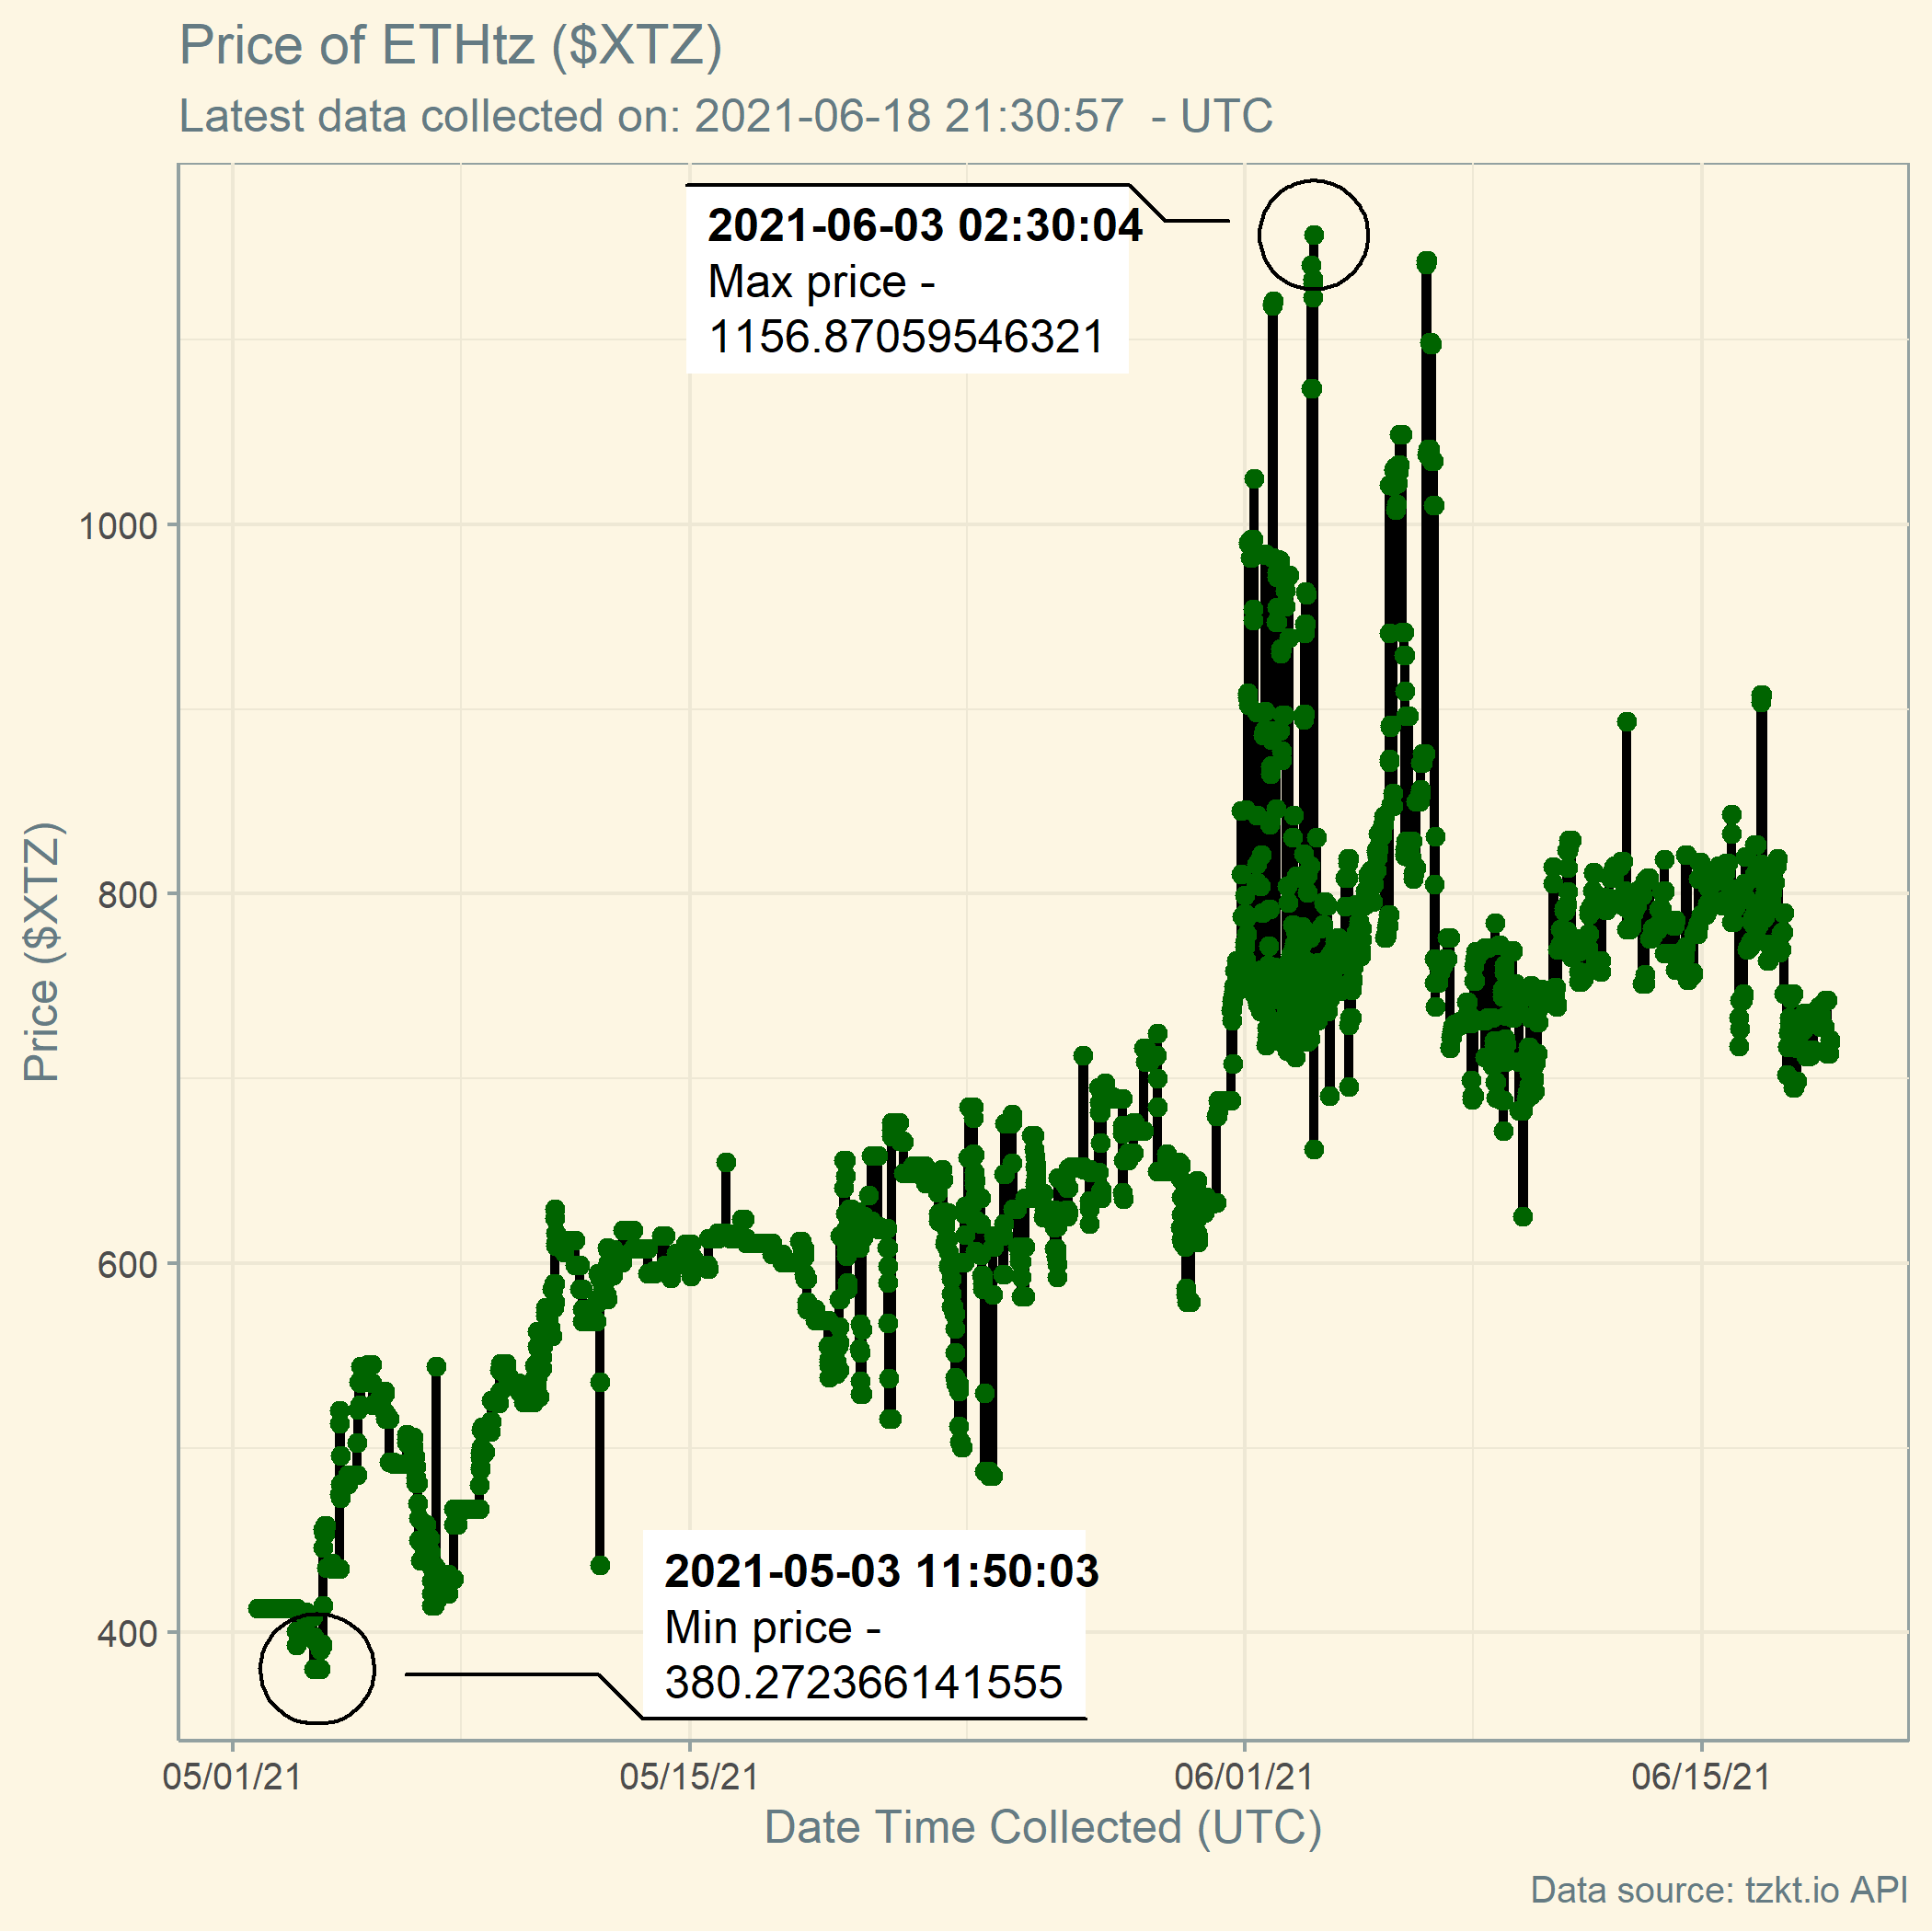 Price of ETHtz ($XTZ)
Latest data collected on: 2021-06-18 21:30:57  - UTC
2021-06-03 02:30:04
Max price -
1156.87059546321
1000
800
600
400
Price ($XTZ)
2021-05-03 11:50:03
Min price -
380.272366141555
05/01/21
05/15/21
06/01/21
06/15/21
Date Time Collected (UTC)
Data source: tzkt.io API